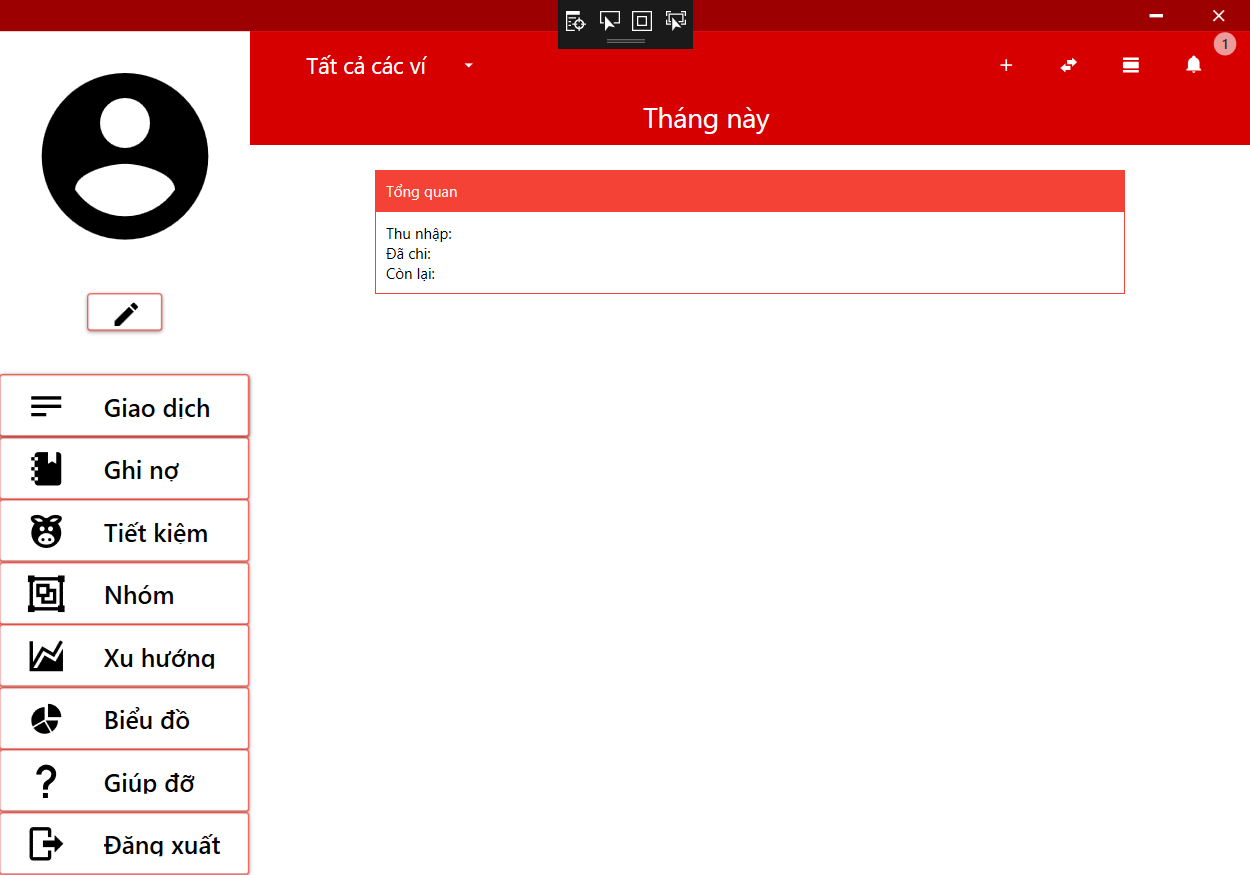 Tất cả các ví
1
Tháng này
Tổng quan
Thu nhập:
Đã chi:
Còn lại:
Giao dịch
Ghi nợ
Tiết kiệm
Nhóm
Xu hướng
Biểu đồ
Giúp đỡ
Đăng xuất